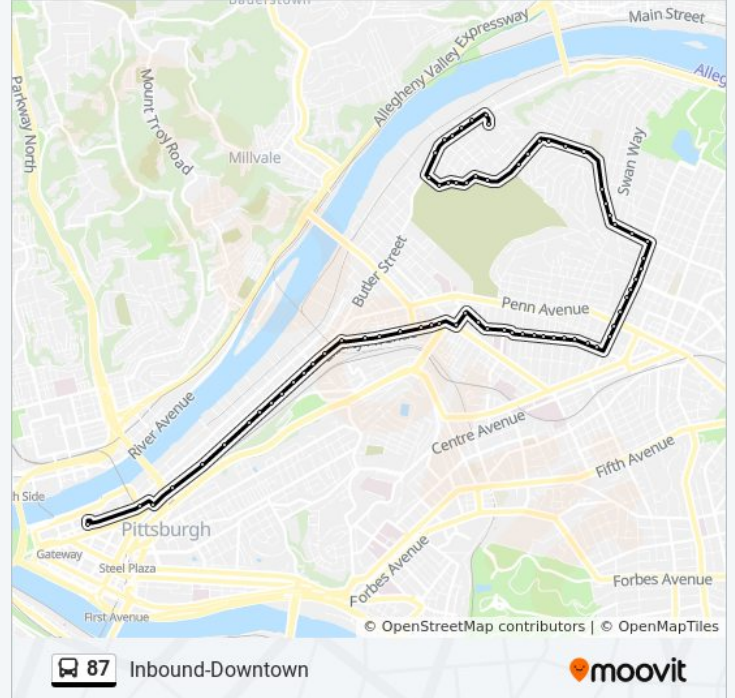 Main Street
Allegheny Valley Expressway
Alleg
Parkway North
Mount Troy Road
Millvale
Swan Way
Butler Street
Penn Avenue
River Avenue
Centre Avenue
Fifth Avenue
h Side
Pittsburgh
Gateway
Steel Plaza
Forbes Avenue
Forbes Avenue
First Avenue
© OpenStreetMap contributors | © OpenMapTiles
87 Inbound-Downtown
moovit